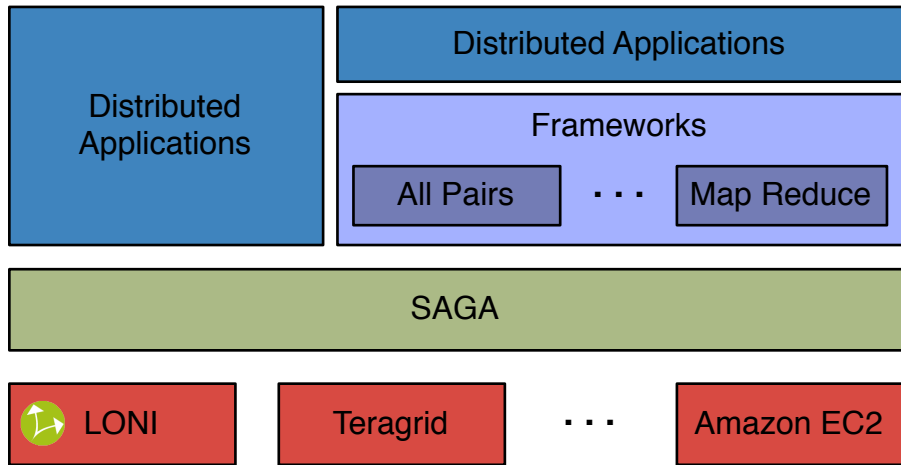 Distributed
Applications
Distributed Applications
Frameworks
All Pairs
. . .
Map Reduce
SAGA
LONI
Teragrid
. . .
Amazon EC2